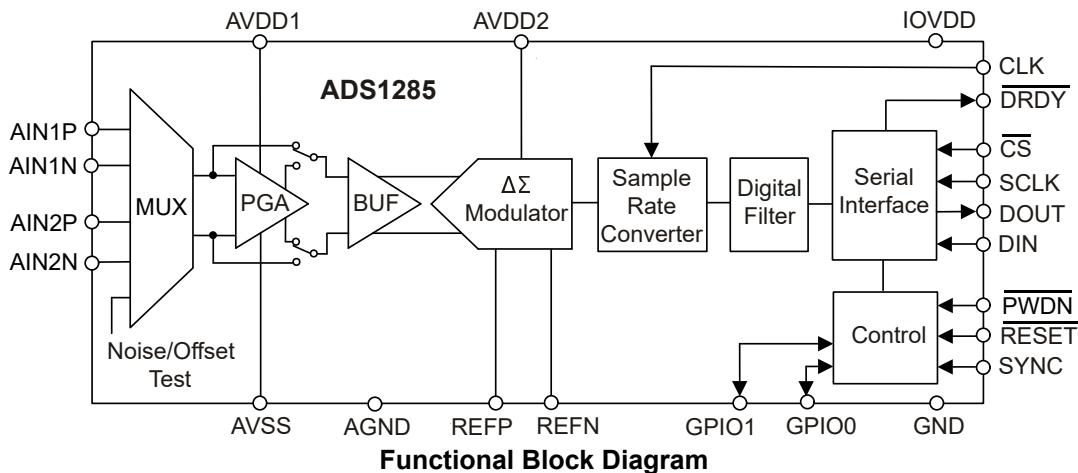 AVDD1
AVDD2
IOVDD
ADS1285
CLK
DRDY
AIN1P
AIN1N
AIN2P
AIN2N
MUX
PGA
BUF
ΔΣ
Modulator
Sample
Rate
Converter
Digital
Filter
Serial
Interface
CS
SCLK
DOUT
DIN
Noise/Offset
Test
Control
PWDN
RESET
SYNC
AVSS
AGND
REFP
REFN
GPIO1
GPIO0
GND
Functional Block Diagram